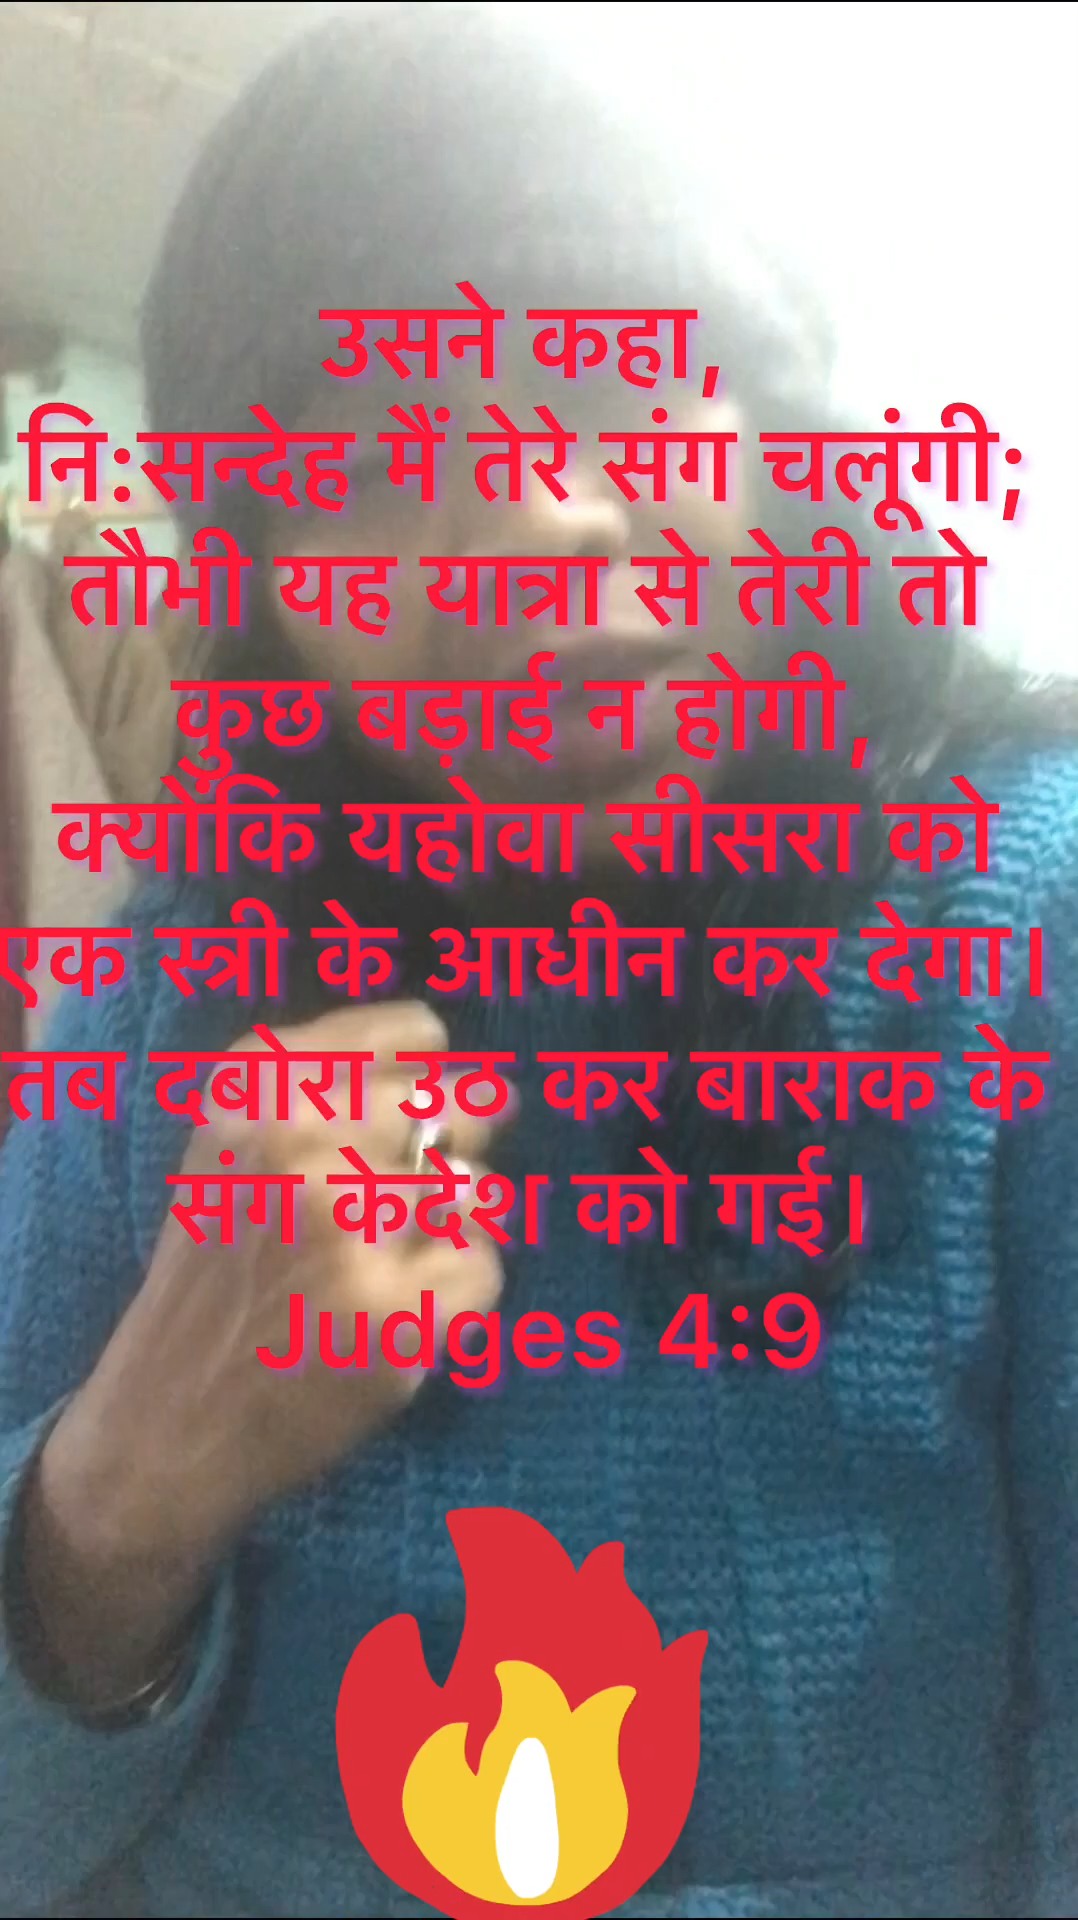 उसने कहा,
नि:सन्देह मैं तेरे संग चलूंगी;
तौभी यह यात्रा से तेरी तो
कुछ बड़ाई न होगी,
क्योंकि यहोवा सीसरा को
एक स्त्री के आधीन कर देगा।
तब दबोरा उठ कर बाराक के
संग केदेश को गई।
Judges 4:9